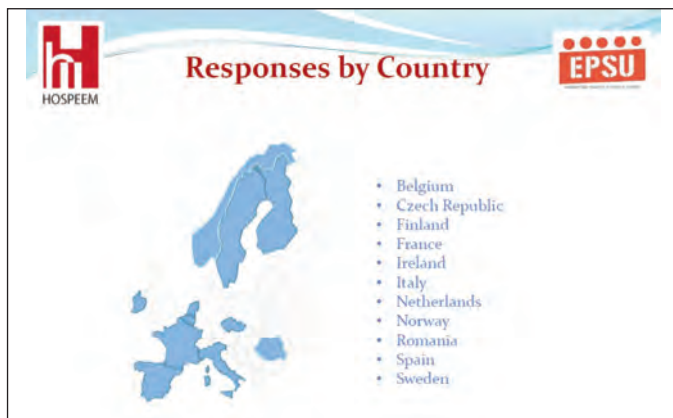 HOSPEEM
Responses by Country
EPSU
• Belgium
• Czech Republic
• Finland
• France
• Ireland
• Italy
• Netherlands
• Norway
• Romania
• Spain
• Sweden